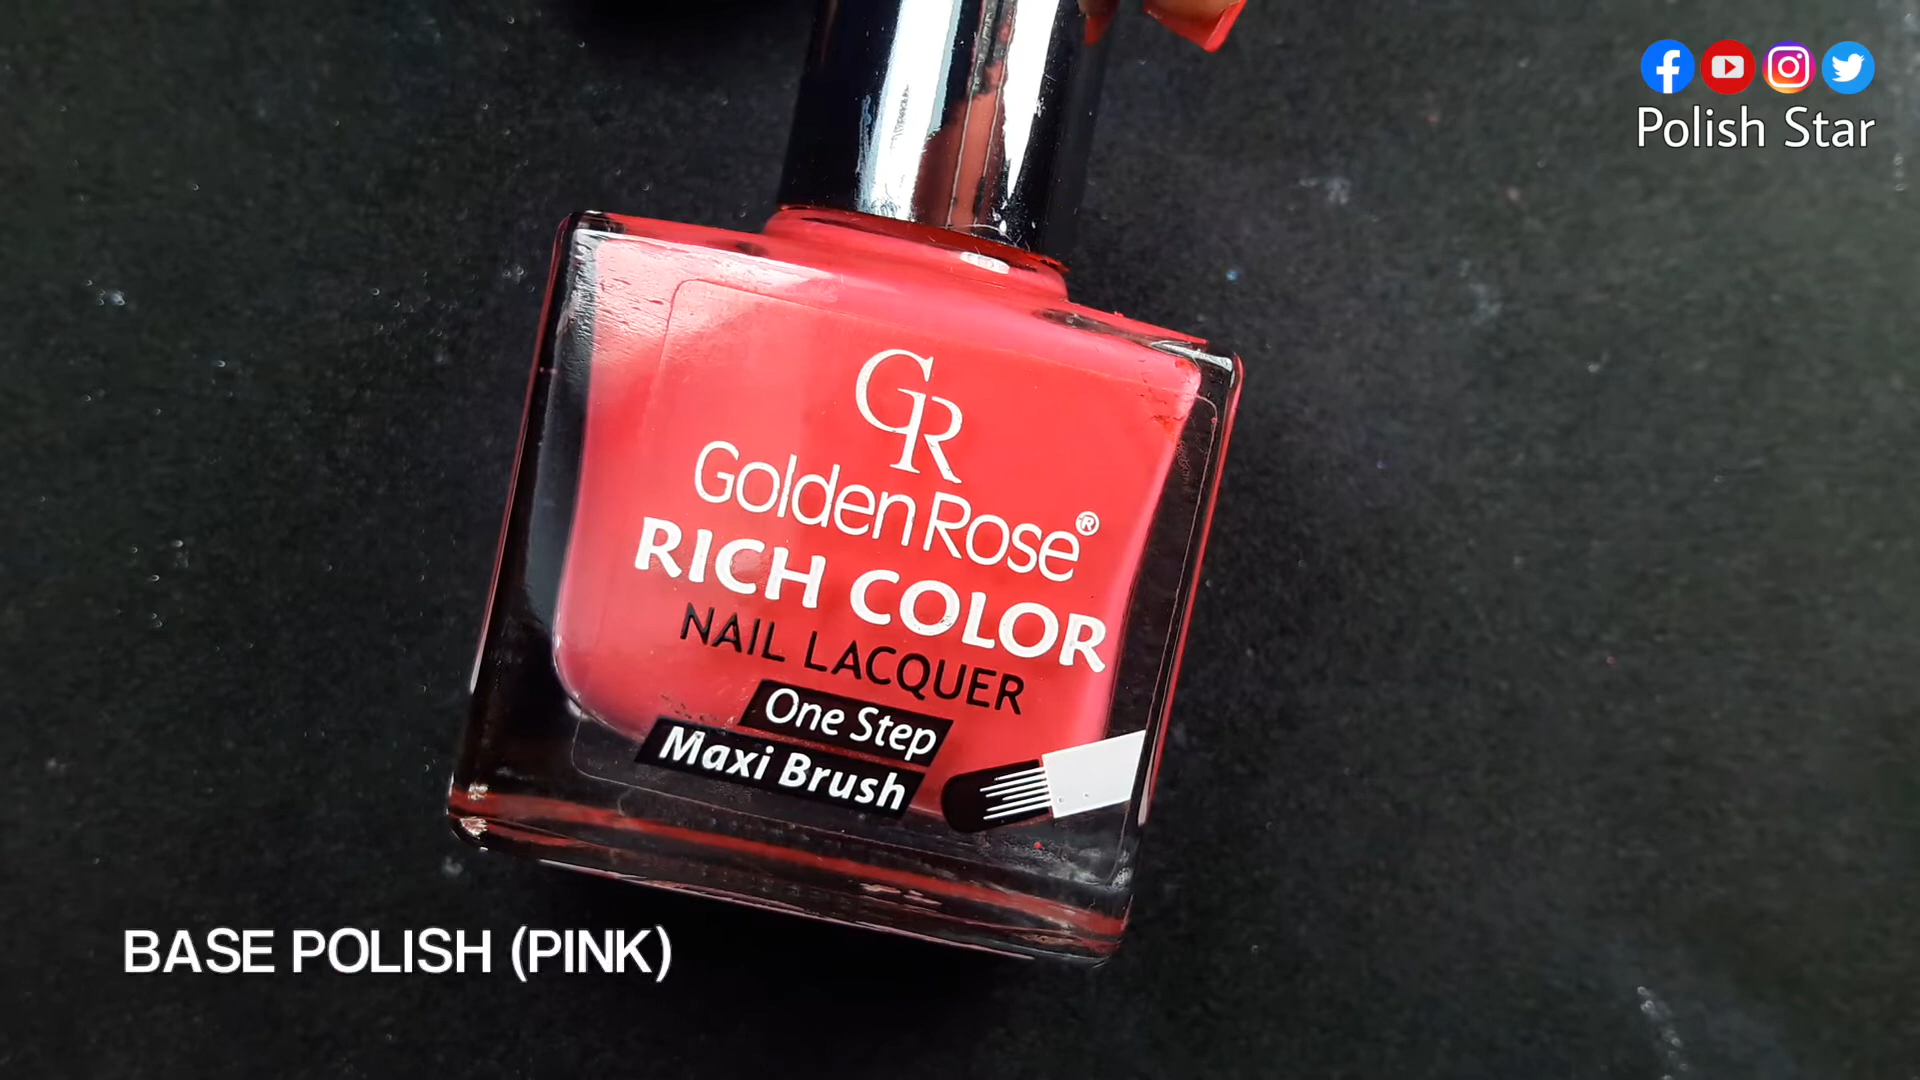 Polish Star
GR
Golden Rose®
RICH COLOR
NAIL LACQUER
One Step
Maxi Brush
BASE POLISH (PINK)